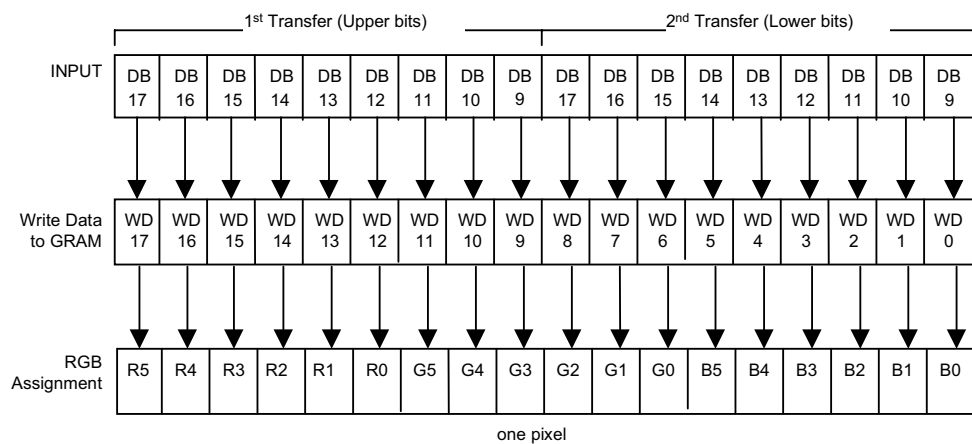 1st Transfer (Upper bits) 2nd Transfer (Lower bits)
INPUT DB 17 DB 16 DB 15 DB 14 DB 13 DB 12 DB 11 DB 10 DB 9 DB 17 DB 16 DB 15 DB 14 DB 13 DB 12 DB 11 DB 10 DB 9
Write Data to GRAM WD 17 WD 16 WD 15 WD 14 WD 13 WD 12 WD 11 WD 10 WD 9 WD 8 WD 7 WD 6 WD 5 WD 4 WD 3 WD 2 WD 1 WD 0
RGB Assignment R5 R4 R3 R2 R1 R0 G5 G4 G3 G2 G1 G0 B5 B4 B3 B2 B1 B0
one pixel